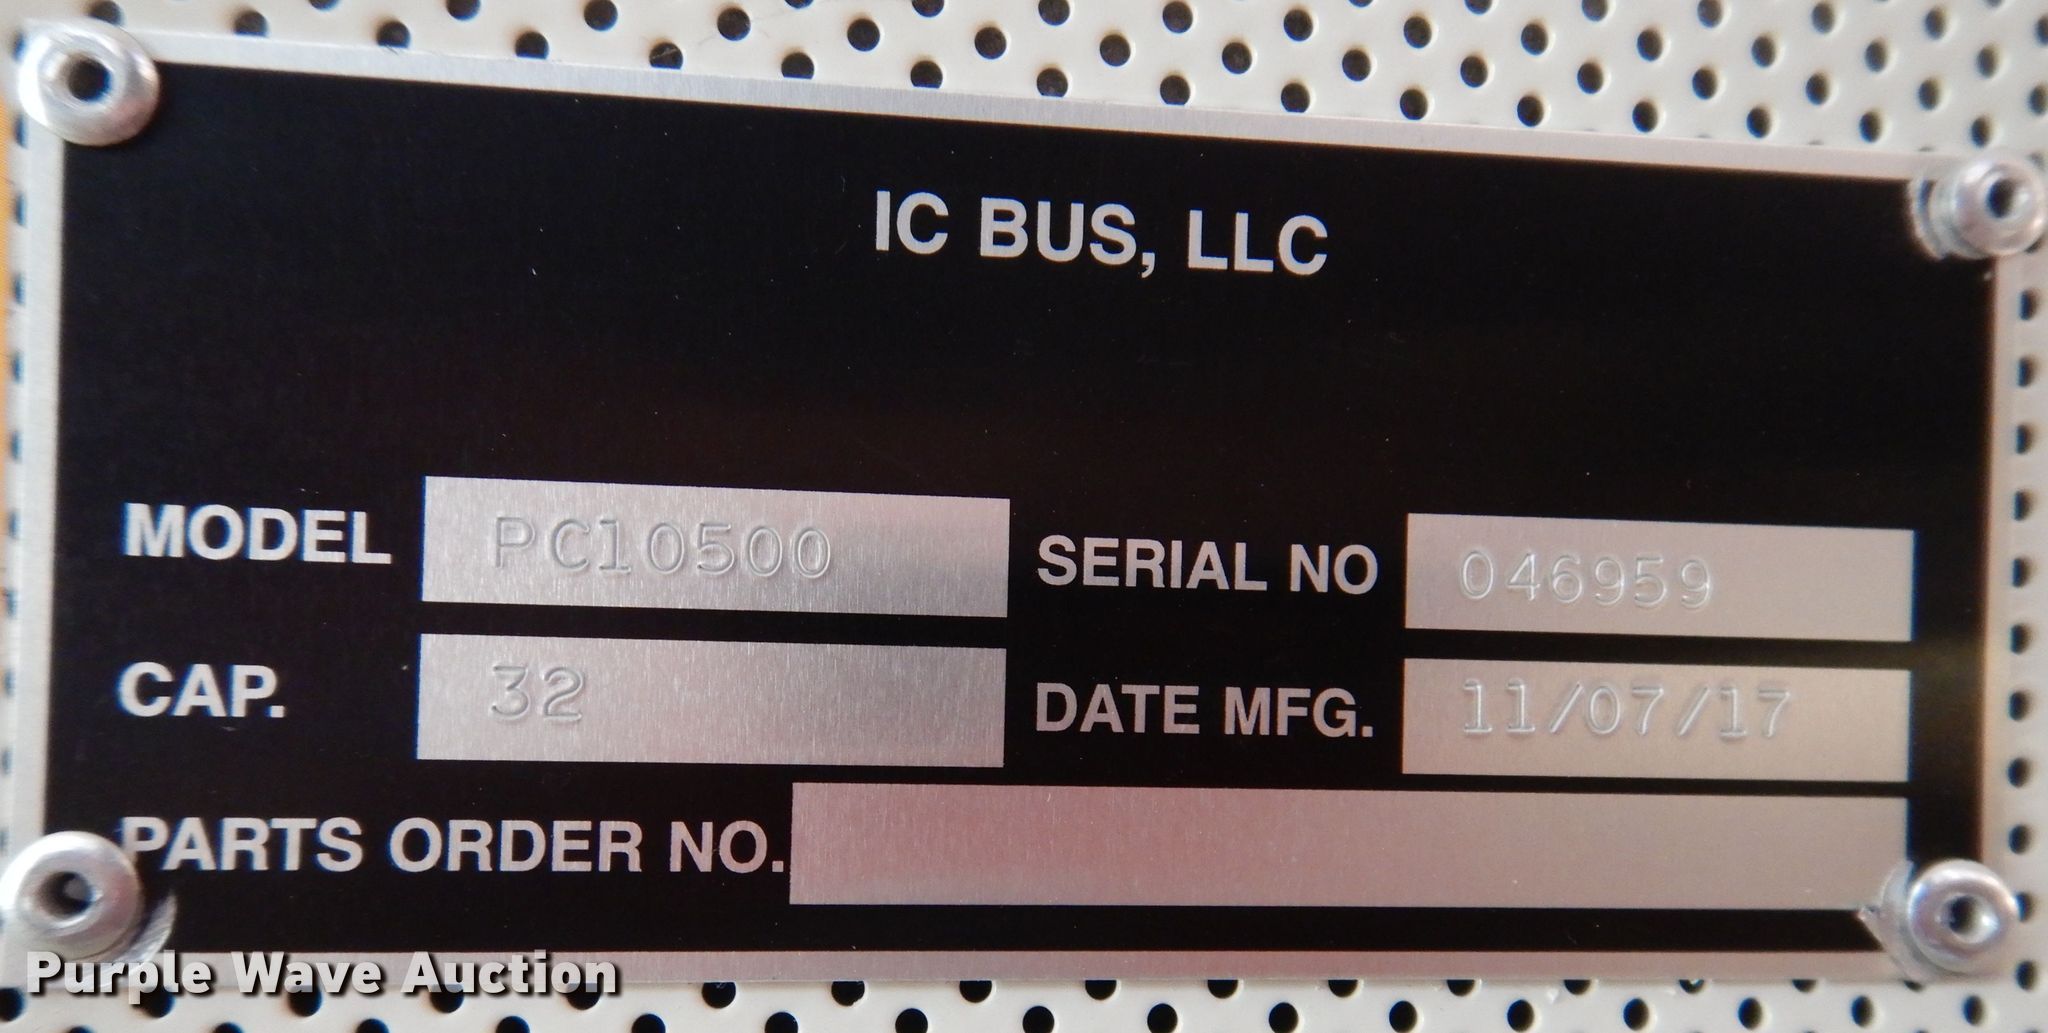 IC BUS, LLC
MODEL PC10500 SERIAL NO 046959
CAP. 32 DATE MFG. 11/07/17
PARTS ORDER NO.
Purple Wave Auction